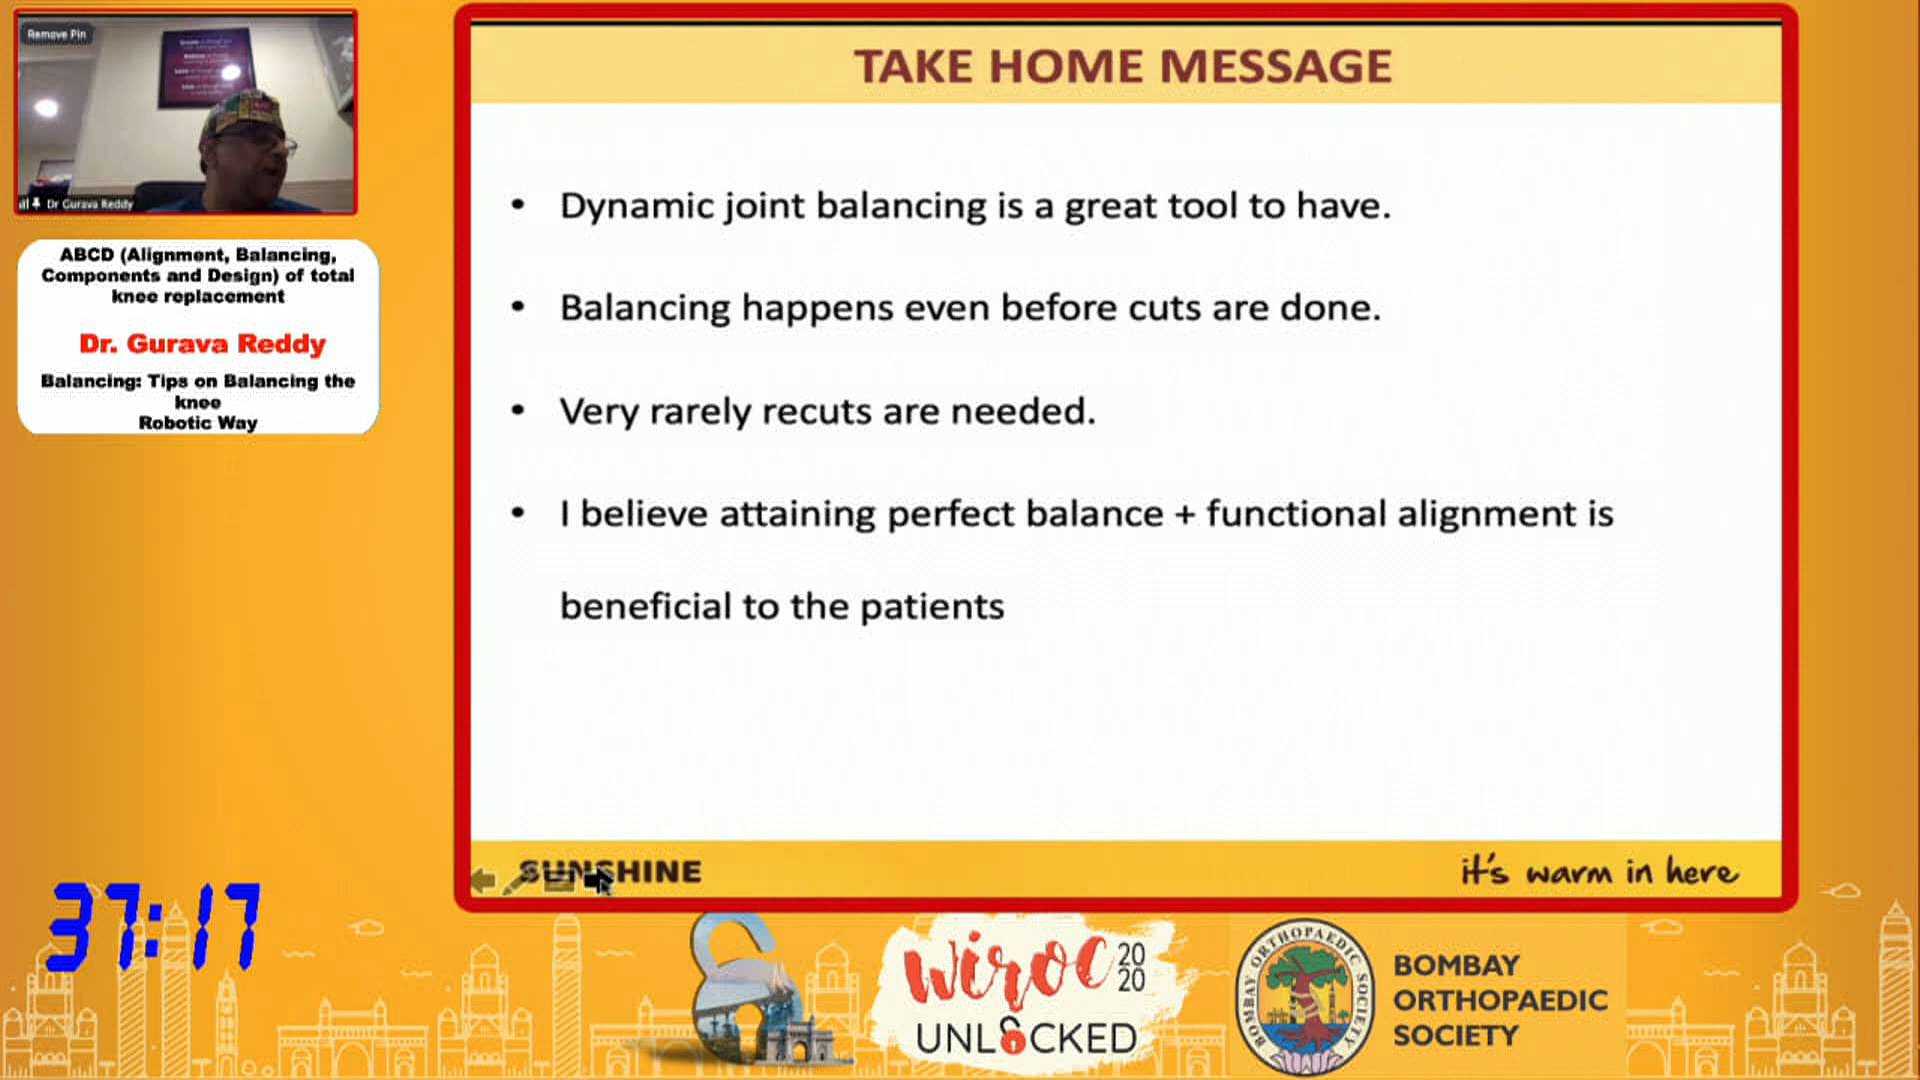 Remove Pin
Dr Gurava Reddy
ABCD (Alignment, Balancing,
Components and Design) of total
knee replacement
Dr. Gurava Reddy
Balancing: Tips on Balancing the
knee
Robotic Way
37:17
TAKE HOME MESSAGE
• Dynamic joint balancing is a great tool to have.
• Balancing happens even before cuts are done.
• Very rarely recuts are needed.
• I believe attaining perfect balance + functional alignment is
beneficial to the patients
SUNSHINE
it's warm in here
wiroc 20
20
UNLOCKED
BOMBAY ORTHOPAEDIC SOCIETY
BOMBAY
ORTHOPAEDIC
SOCIETY